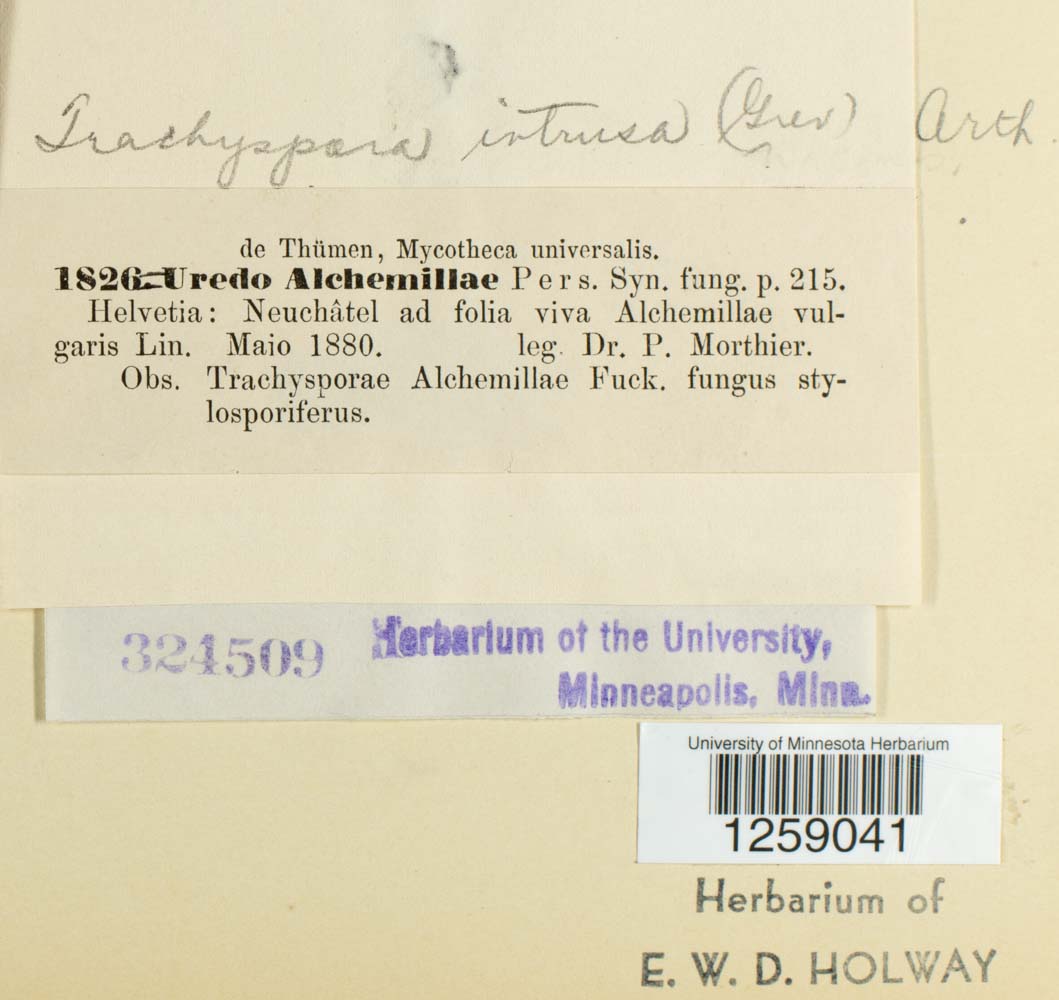 Trachyspora intrusa (Grev) Arth.
de Thümen, Mycotheca universalis.
1826. Uredo Alchemillae Pers. Syn. fung. p. 215.
Helvetia: Neuchâtel ad folia viva Alchemillae vul-
garis Lin. Maio 1880. leg. Dr. P. Morthier.
Obs. Trachysporae Alchemillae Fuck. fungus sty-
losporiferus.
324509 Herbarium of the University,
Minneapolis, Minn.
University of Minnesota Herbarium
1259041
Herbarium of
E. W. D. HOLWAY